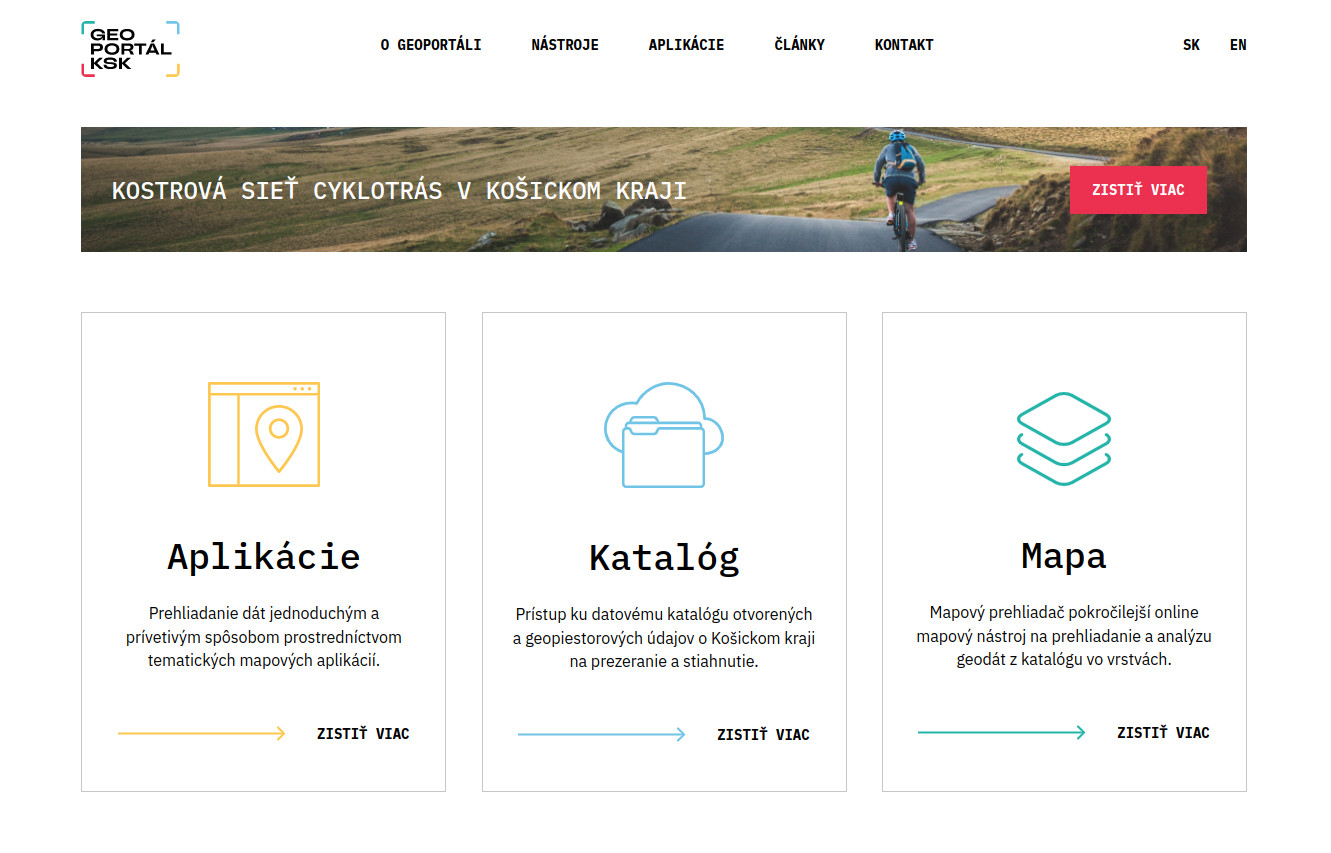 GEO
PORTÁL
KSK
O GEOPORTÁLI NÁSTROJE APLIKÁCIE ČLÁNKY KONTAKT SK EN
KOSTROVÁ SIEŤ CYKLOTRÁS V KOŠICKOM KRAJI
ZISTIŤ VIAC
Aplikácie
Prehliadanie dát jednoduchým a
prívetivým spôsobom prostredníctvom
tematických mapových aplikácií.
ZISTIŤ VIAC
Katalóg
Prístup ku datovému katalógu otvorených
a geopiestorových údajov o Košickom kraji
na prezeranie a stiahnutie.
ZISTIŤ VIAC
Mapa
Mapový prehliadač pokročilejší online
mapový nástroj na prehliadanie a analýzu
geodát z katalógu vo vrstvách.
ZISTIŤ VIAC